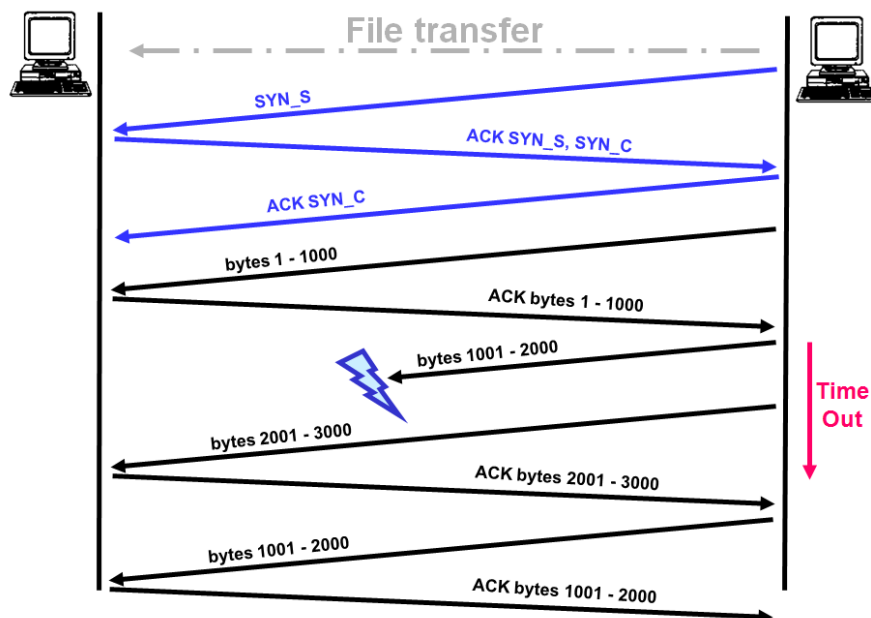 File transfer
SYN_S
ACK SYN_S, SYN_C
ACK SYN_C
bytes 1 - 1000
ACK bytes 1 - 1000
bytes 1001 - 2000
Time
Out
bytes 2001 - 3000
ACK bytes 2001 - 3000
bytes 1001 - 2000
ACK bytes 1001 - 2000